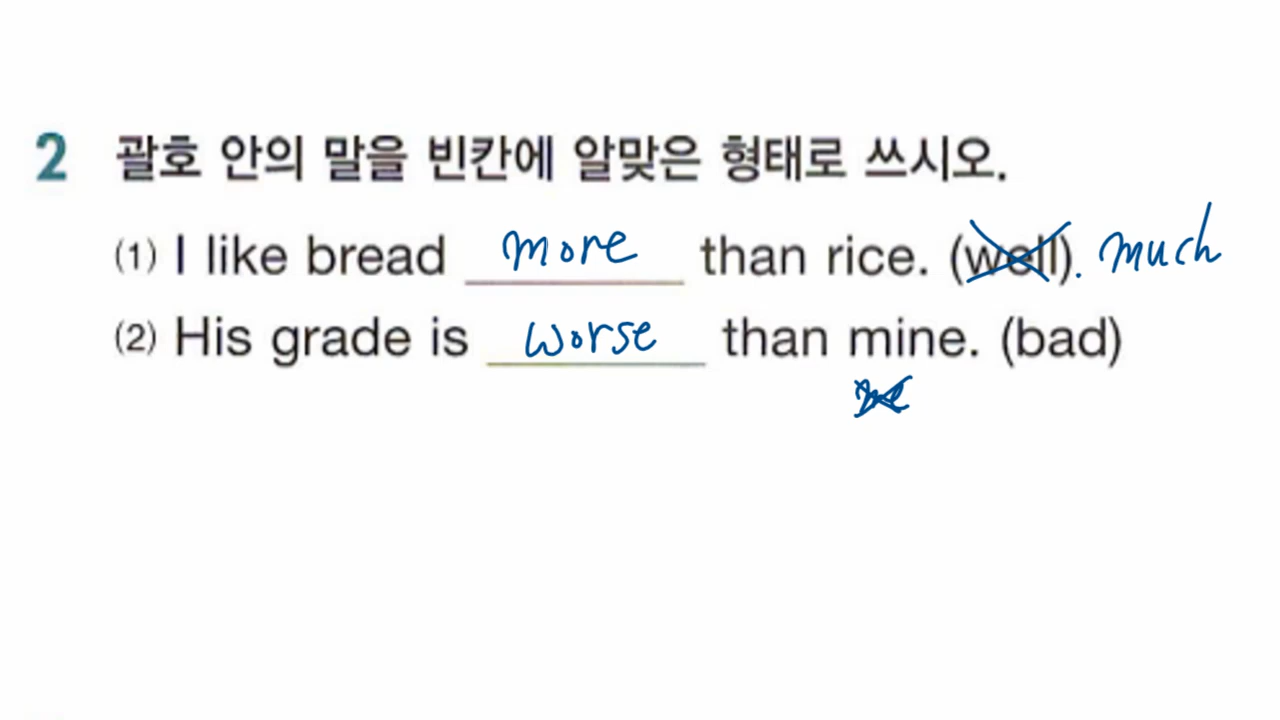 2 괄호 안의 말을 빈칸에 알맞은 형태로 쓰시오.
(1) I like bread more than rice. (well). much
(2) His grade is worse than mine. (bad)
me